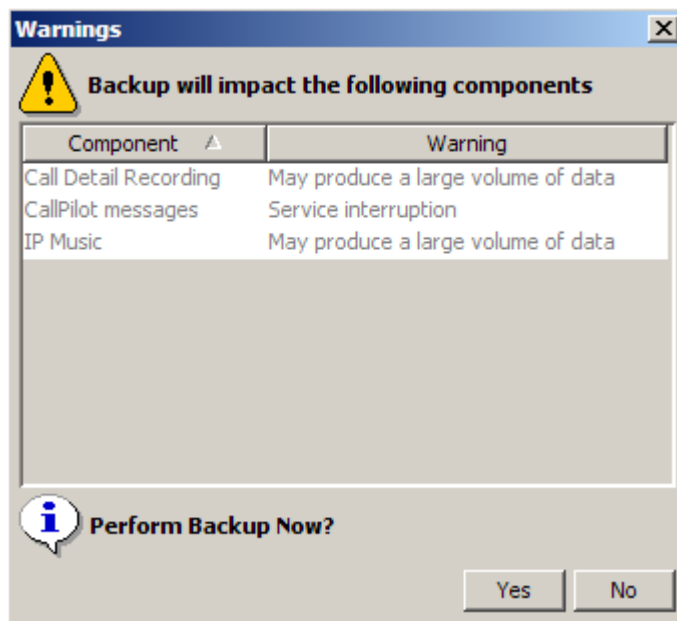 Warnings
Backup will impact the following components
Component Warning
Call Detail Recording May produce a large volume of data
CallPilot messages Service interruption
IP Music May produce a large volume of data
Perform Backup Now?
Yes No